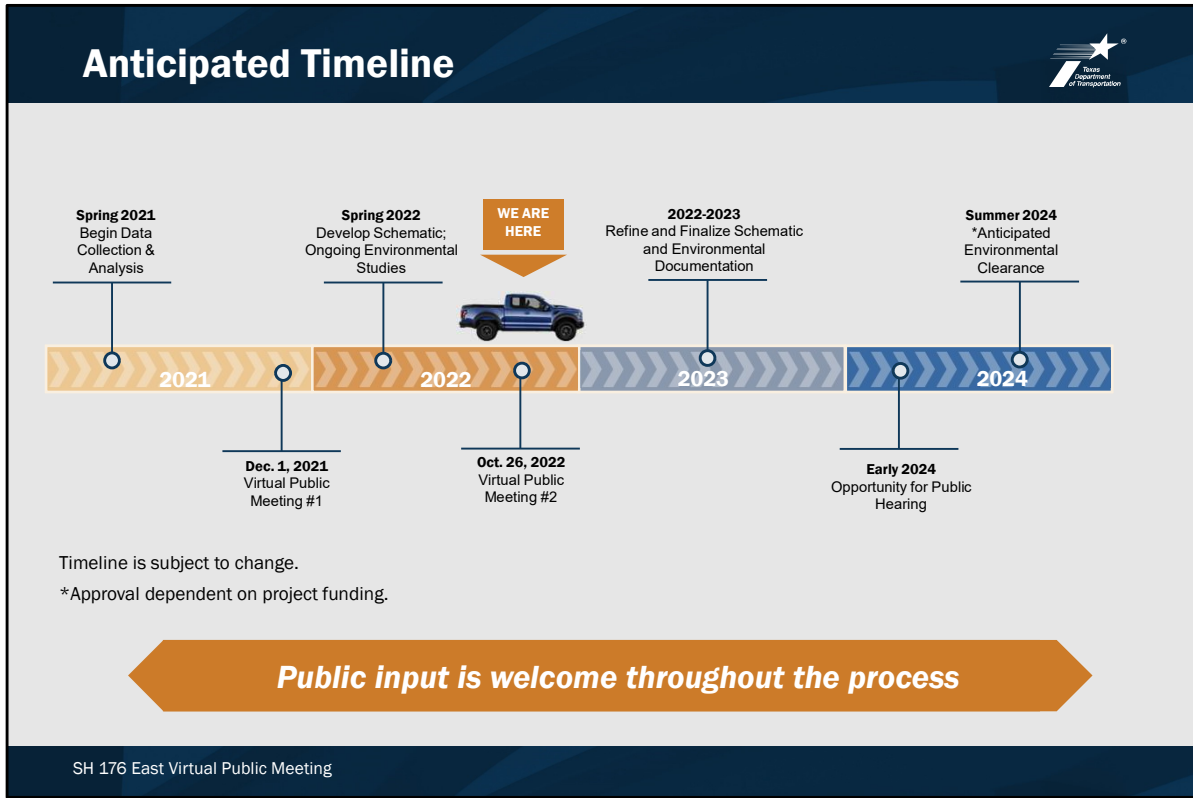 Anticipated Timeline
®
Texas
Department
of Transportation
Spring 2021
Begin Data
Collection &
Analysis
Spring 2022
Develop Schematic;
Ongoing Environmental
Studies
WE ARE
HERE
2022-2023
Refine and Finalize Schematic
and Environmental
Documentation
Summer 2024
*Anticipated
Environmental
Clearance
2021
2022
2023
2024
Dec. 1, 2021
Virtual Public
Meeting #1
Oct. 26, 2022
Virtual Public
Meeting #2
Early 2024
Opportunity for Public
Hearing
Timeline is subject to change.
*Approval dependent on project funding.
Public input is welcome throughout the process
SH 176 East Virtual Public Meeting